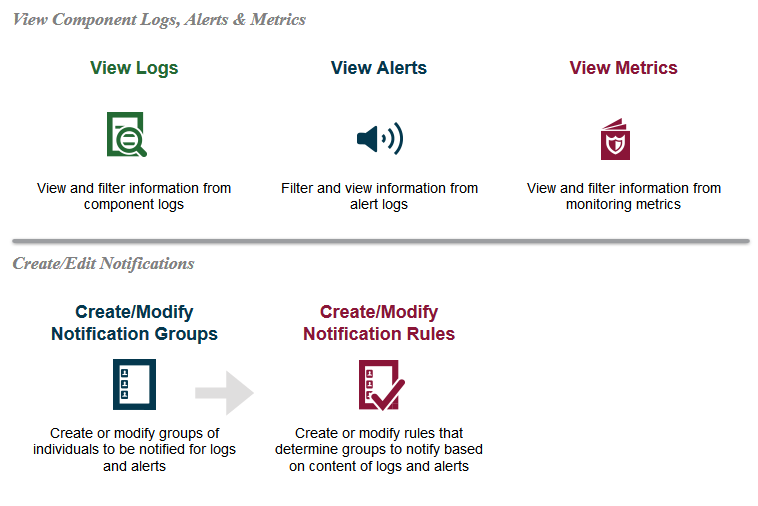 View Component Logs, Alerts & Metrics
View Logs
View Alerts
View Metrics
View and filter information from
component logs
Filter and view information from
alert logs
View and filter information from
monitoring metrics
Create/Edit Notifications
Create/Modify
Notification Groups
Create/Modify
Notification Rules
Create or modify groups of
individuals to be notified for logs
and alerts
Create or modify rules that
determine groups to notify based
on content of logs and alerts